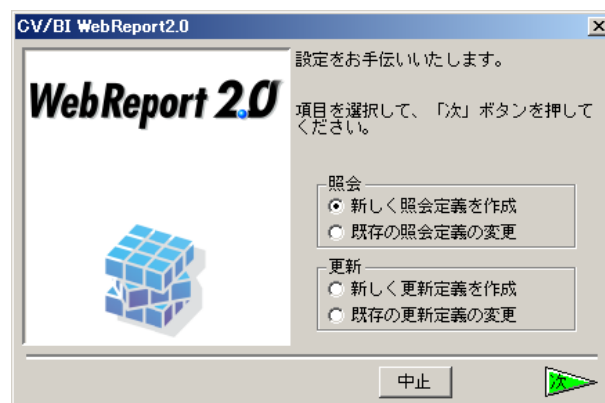 CV/BI WebReport2.0
WebReport 2.0
設定をお手伝いいたします。
項目を選択して、「次」ボタンを押して
ください。
照会
新しく照会定義を作成
既存の照会定義の変更
更新
新しく更新定義を作成
既存の更新定義の変更
中止
次